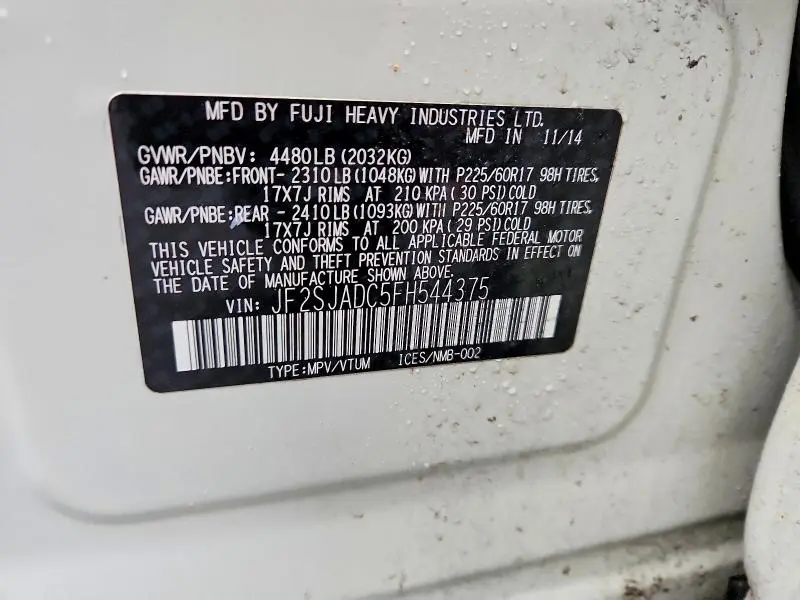 MFD BY FUJI HEAVY INDUSTRIES LTD.
MFD IN 11/14
GVWR/PNBV: 4480LB (2032KG)
GAWR/PNBE:FRONT- 2310LB (1048KG) WITH P225/60R17 98H TIRES,
17X7J RIMS AT 210 KPA ( 30 PSI) COLD
GAWR/PNBE:REAR - 2410LB (1093KG) WITH P225/60R17 98H TIRES,
17X7J RIMS AT 200 KPA ( 29 PSI) COLD
THIS VEHICLE CONFORMS TO ALL APPLICABLE FEDERAL MOTOR
VEHICLE SAFETY AND THEFT PREVENTION STANDARDS IN EFFECT ON
THE DATE OF MANUFACTURE SHOWN ABOVE.
VIN: JF2SJADC5FH544375
TYPE:MPV/VTUM ICES/NMB-002